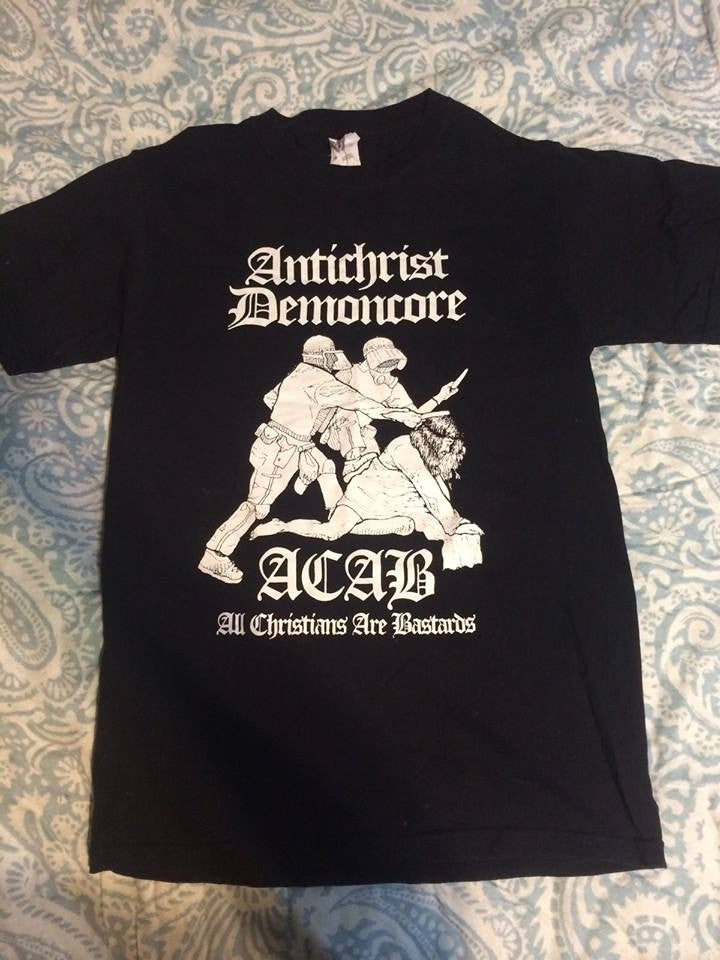 Antichrist
Demoncore
ACAB
All Christians Are Bastards